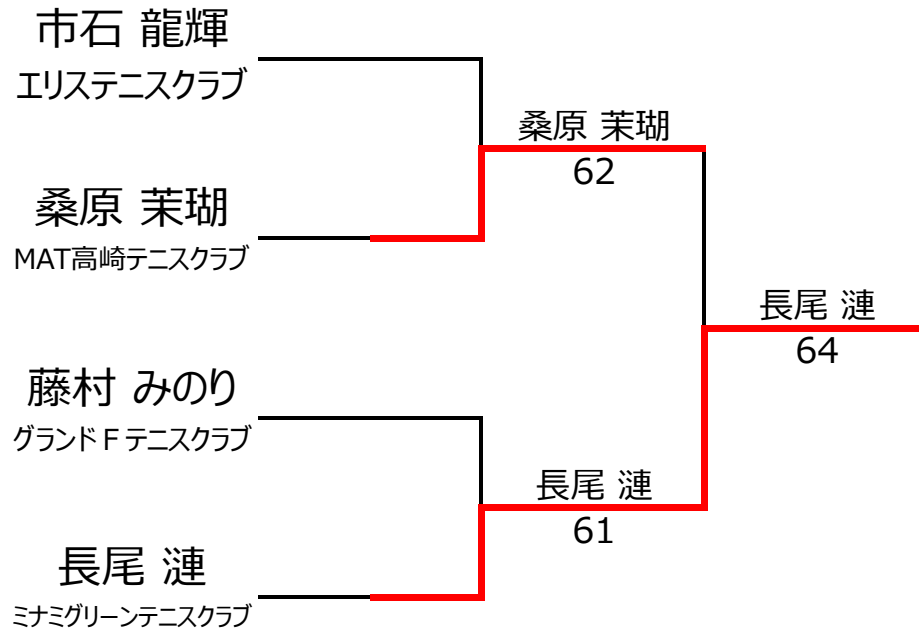 市石 龍輝
エリステニスクラブ
桑原 茉瑚
62
桑原 茉瑚
MAT高崎テニスクラブ
長尾 漣
64
藤村 みのり
グランドＦテニスクラブ
長尾 漣
61
長尾 漣
ミナミグリーンテニスクラブ